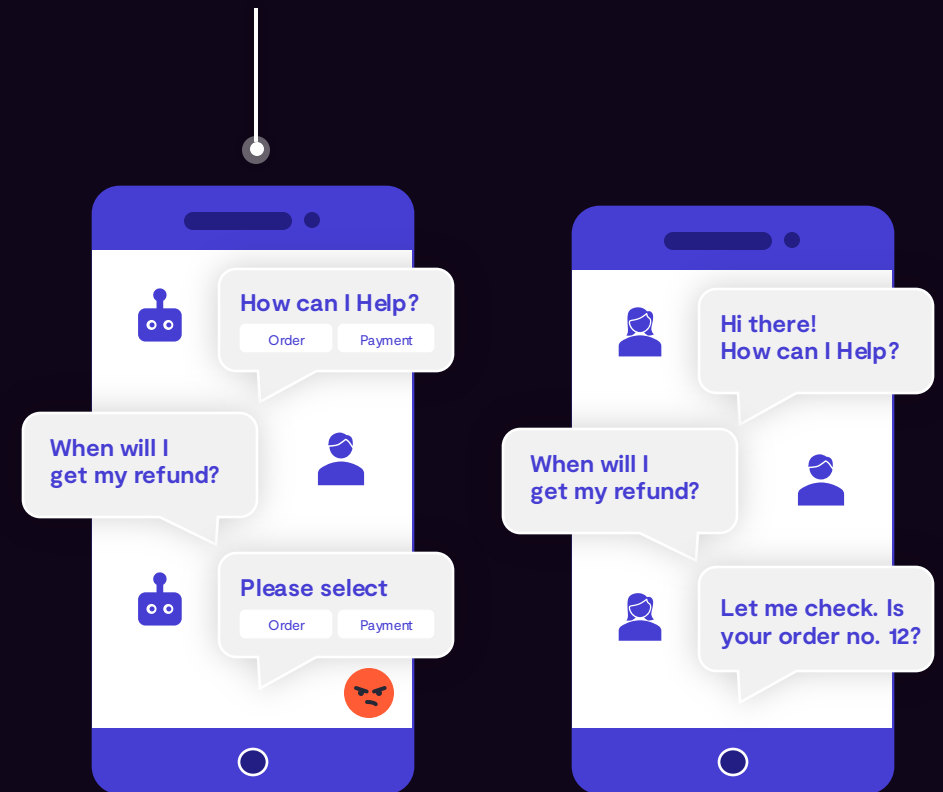 How can I Help?
Order Payment
When will I
get my refund?
Please select
Order Payment
Hi there!
How can I Help?
When will I
get my refund?
Let me check. Is
your order no. 12?